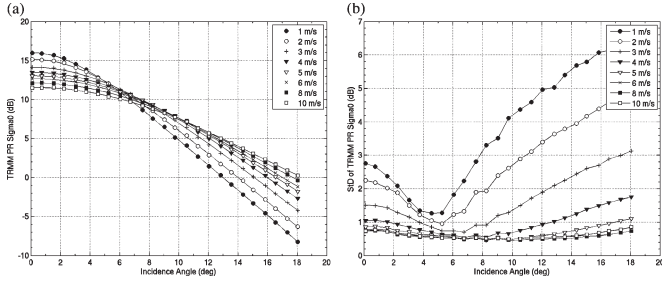 (a)
20
15
10
5
0
-5
-10
0 2 4 6 8 10 12 14 16 18 20
TRMM PR Sigma0 (dB)
Incidence Angle (deg)
1 m/s
2 m/s
3 m/s
4 m/s
5 m/s
6 m/s
8 m/s
10 m/s
(b)
7
6
5
4
3
2
1
0
0 2 4 6 8 10 12 14 16 18 20
StD of TRMM PR Sigma0 (dB)
Incidence Angle (deg)
1 m/s
2 m/s
3 m/s
4 m/s
5 m/s
6 m/s
8 m/s
10 m/s